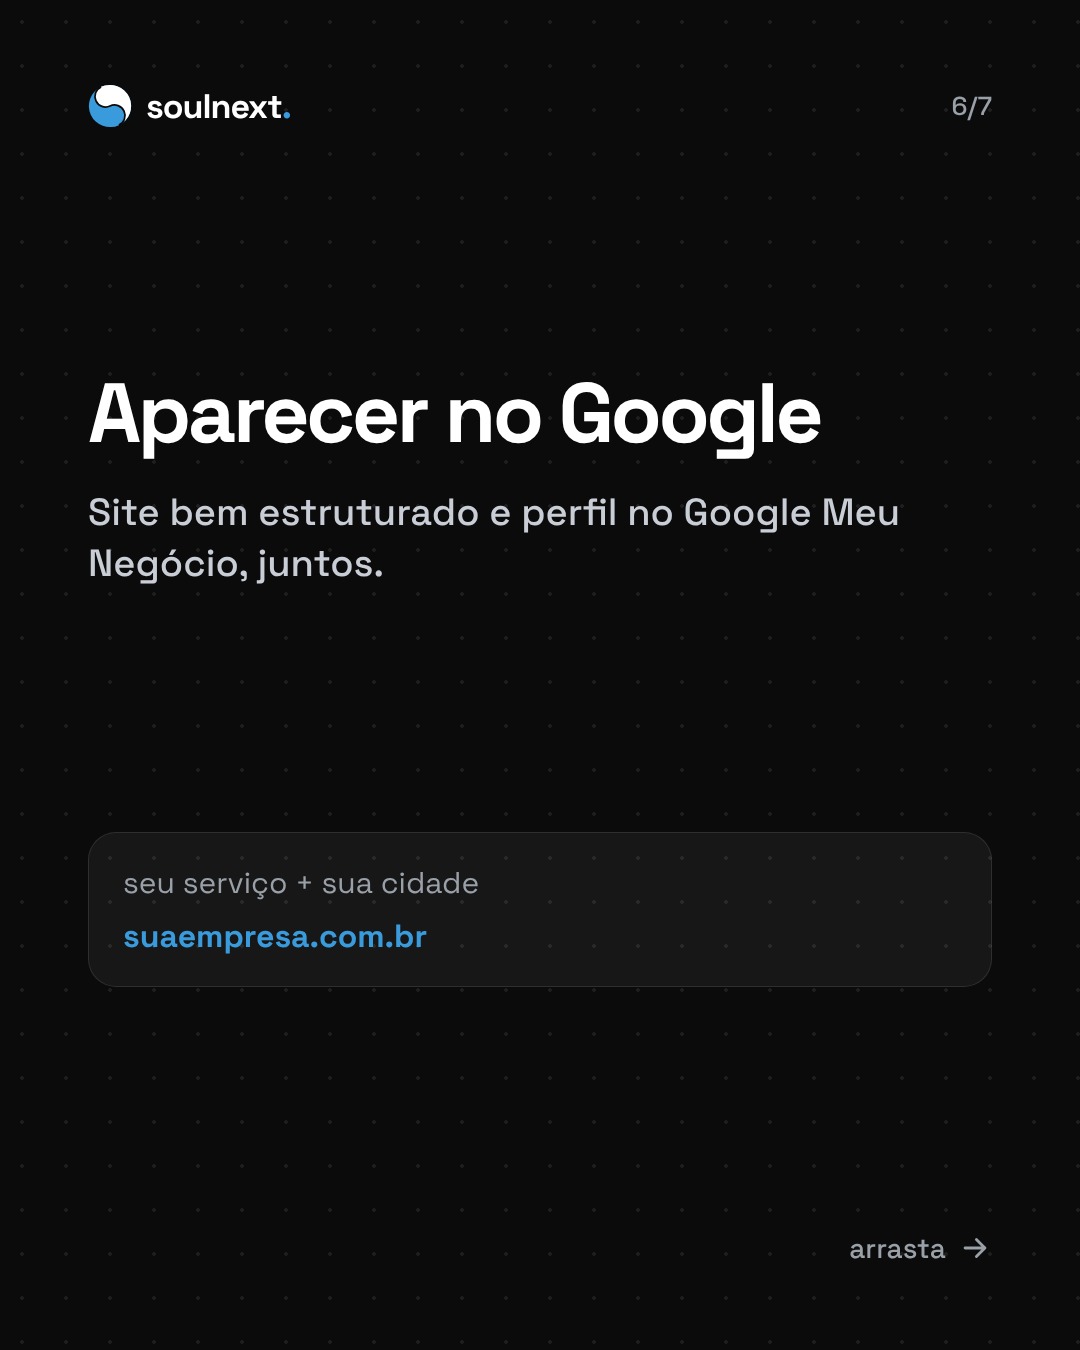 soulnext.
6/7
Aparecer no Google
Site bem estruturado e perfil no Google Meu
Negócio, juntos.
seu serviço + sua cidade
suaempresa.com.br
arrasta →